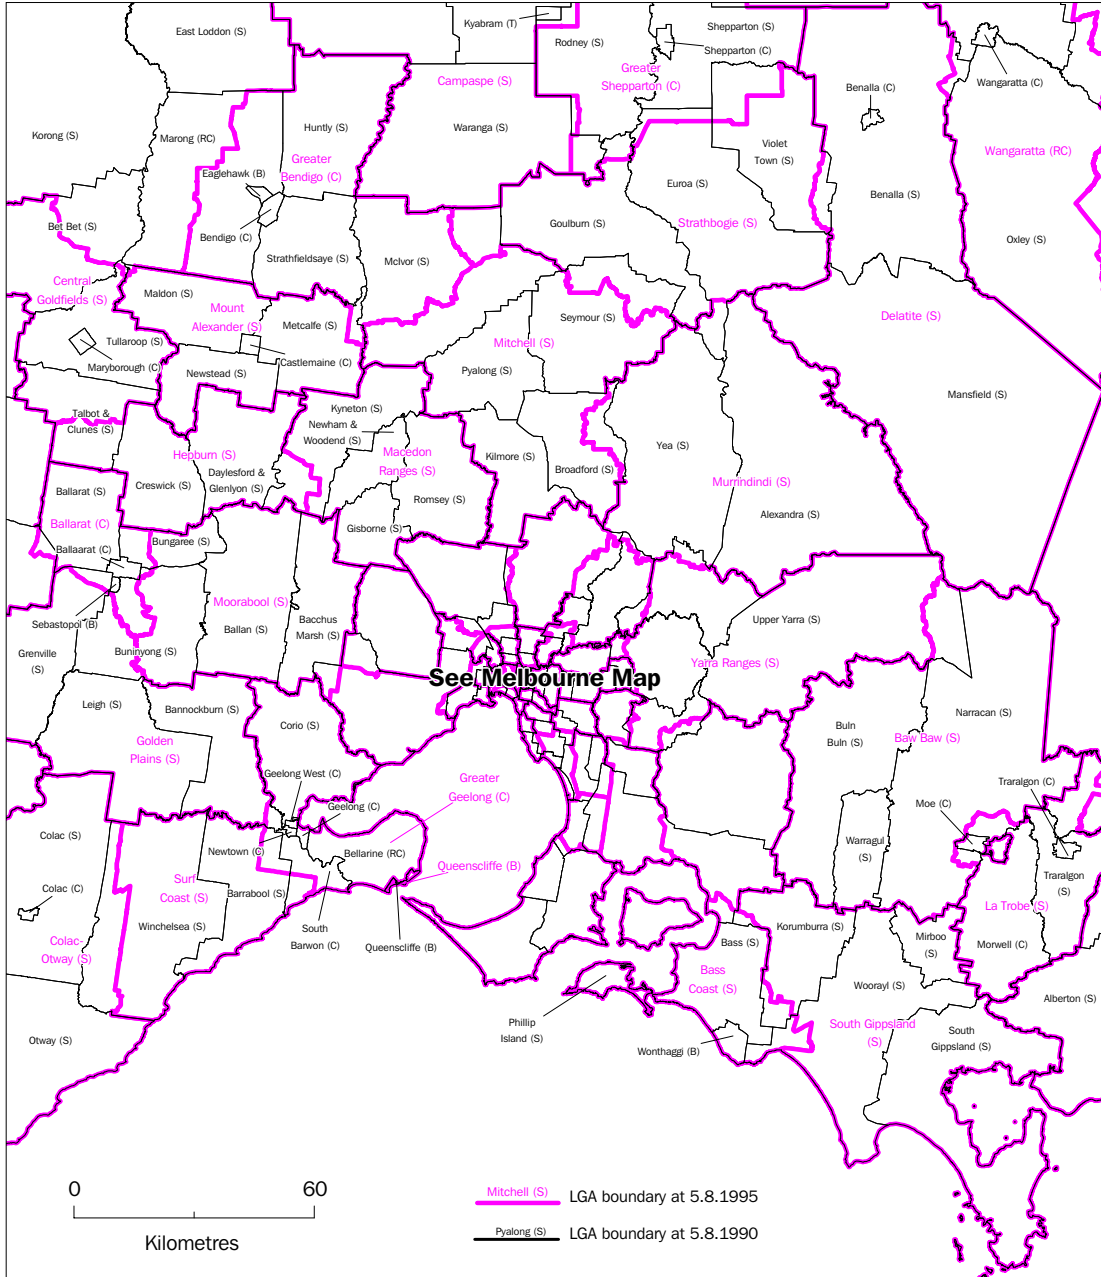 East Loddon (S)
Kyabram (T)
Rodney (S)
Shepparton (S)
Shepparton (C)
Greater
Shepparton (C)
Campaspe (S)
Benalla (C)
Wangaratta (C)
Korong (S)
Marong (RC)
Huntly (S)
Waranga (S)
Violet
Town (S)
Wangaratta (RC)
Greater
Bendigo (C)
Eaglehawk (B)
Euroa (S)
Benalla (S)
Bet Bet (S)
Bendigo (C)
Goulburn (S)
Strathbogie (S)
Oxley (S)
Strathfieldsaye (S)
McIvor (S)
Central
Goldfields (S)
Maldon (S)
Mount
Alexander (S)
Metcalfe (S)
Seymour (S)
Delatite (S)
Tullaroop (S)
Mitchell (S)
Maryborough (C)
Castlemaine (C)
Newstead (S)
Pyalong (S)
Mansfield (S)
Talbot &
Clunes (S)
Kyneton (S)
Newham &
Woodend (S)
Yea (S)
Hepburn (S)
Macedon
Ranges (S)
Kilmore (S)
Broadford (S)
Daylesford &
Glenlyon (S)
Creswick (S)
Ballarat (S)
Murrindindi (S)
Romsey (S)
Alexandra (S)
Ballarat (C)
Gisborne (S)
Bungaree (S)
Ballaarat (C)
Moorabool (S)
Ballan (S)
Bacchus
Marsh (S)
Upper Yarra (S)
Sebastopol (B)
Grenville
(S)
Buninyong (S)
Yarra Ranges (S)
See Melbourne Map
Leigh (S)
Bannockburn (S)
Corio (S)
Narracan (S)
Buln
Buln (S)
Baw Baw (S)
Golden
Plains (S)
Geelong West (C)
Greater
Geelong (C)
Traralgon (C)
Moe (C)
Geelong (C)
Colac (S)
Newtown (C)
Bellarine (RC)
Warragul
(S)
Queenscliffe (B)
Traralgon
(S)
Surf
Coast (S)
Barrabool (S)
Colac (C)
La Trobe (S)
Winchelsea (S)
South
Barwon (C)
Queenscliffe (B)
Bass (S)
Korumburra (S)
Mirboo
(S)
Morwell (C)
Colac-
Otway (S)
Bass
Coast (S)
Woorayl (S)
Alberton (S)
Phillip
Island (S)
South Gippsland
(S)
South
Gippsland (S)
Otway (S)
Wonthaggi (B)
0 60
Kilometres
Mitchell (S) LGA boundary at 5.8.1995
Pyalong (S) LGA boundary at 5.8.1990